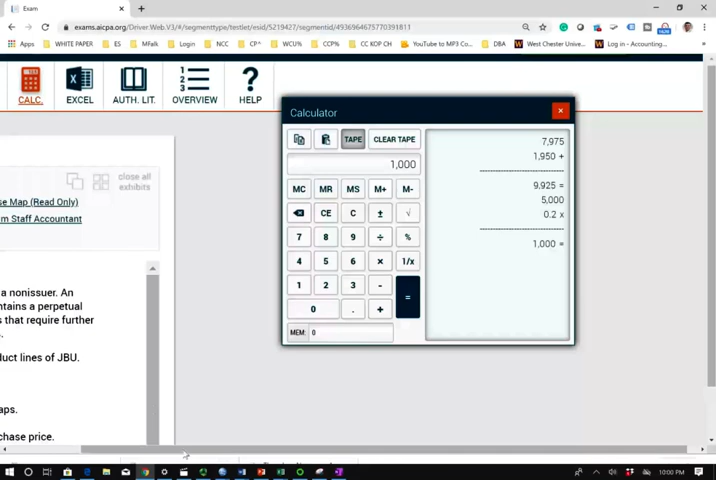 Exam
exams.aicpa.org/Driver.Web.V3/#/segmenttype/testlet/esid/5219427/segmentid/4936964675770391811
Apps WHITE PAPER ES MFalk Login CP^ WCU% CCP% CC KOP CH YouTube to MP3 Co... NCC DBA West Chester Unive... Log in - Accounting...
CALC. EXCEL AUTH. LIT. OVERVIEW HELP
Calculator
TAPE CLEAR TAPE
1,000
MC MR MS M+ M-
CE C ± √
7 8 9 ÷ %
4 5 6 × 1/x
1 2 3 - =
0 . +
MEM: 0
7,975
1,950 +
9,925 =
5,000
0.2 x
1,000 =
close all
exhibits
se Map (Read Only)
m Staff Accountant
a nonissuer. An
ntains a perpetual
s that require further
s.
duct lines of JBU.
aps.
chase price.
10:00 PM